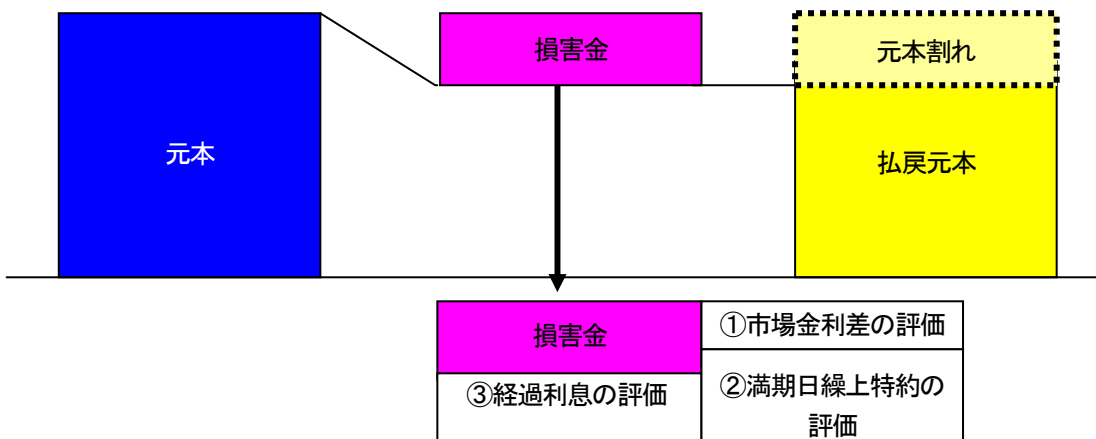 損害金
元本割れ
元本
払戻元本
損害金
①市場金利差の評価
③経過利息の評価
②満期日繰上特約の
評価